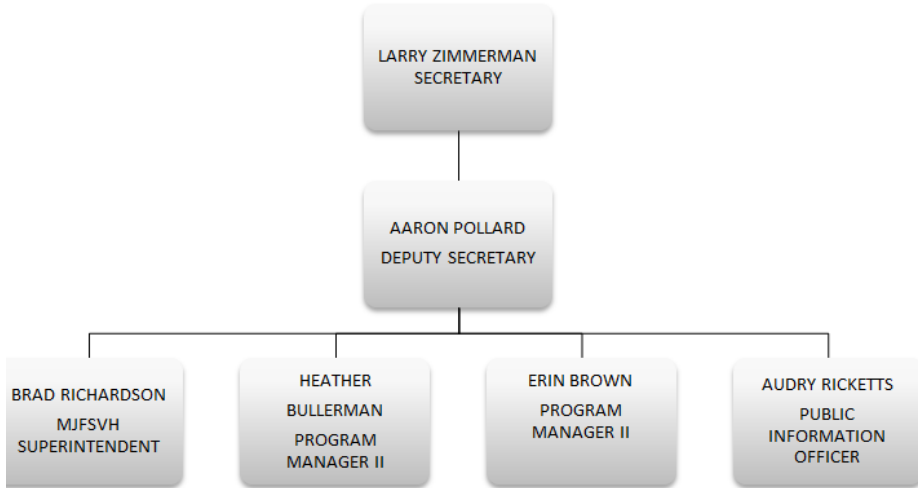 LARRY ZIMMERMAN
SECRETARY
AARON POLLARD
DEPUTY SECRETARY
BRAD RICHARDSON
MJFSVH
SUPERINTENDENT
HEATHER
BULLERMAN
PROGRAM
MANAGER II
ERIN BROWN
PROGRAM
MANAGER II
AUDRY RICKETTS
PUBLIC
INFORMATION
OFFICER